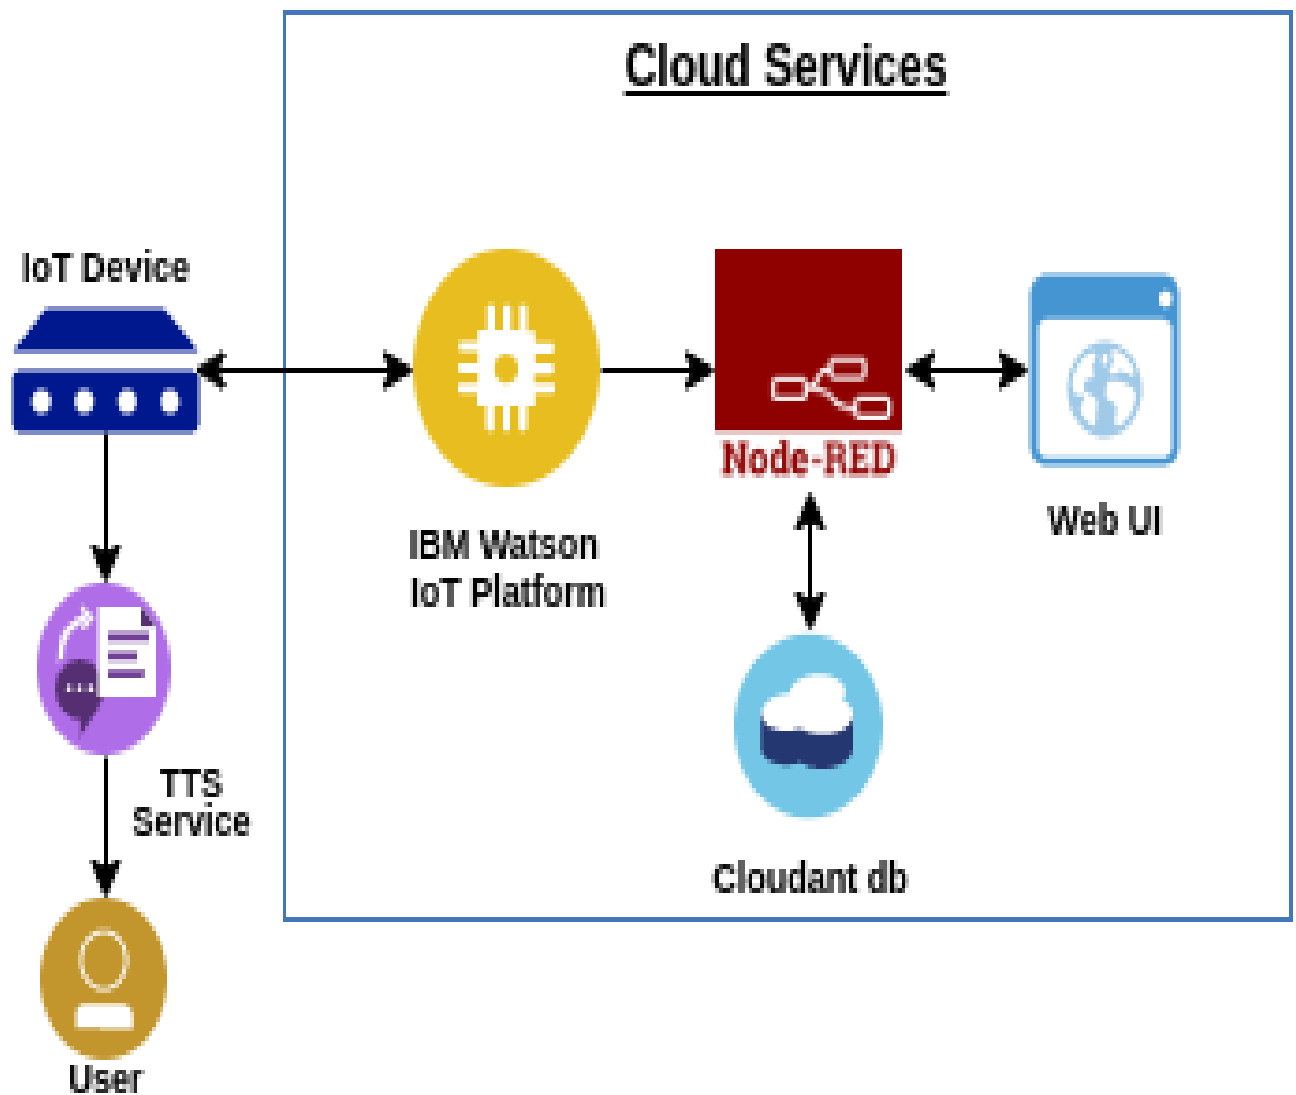 Cloud Services
IoT Device
Node-RED
Web UI
IBM Watson
IoT Platform
TTS
Service
Cloudant db
User